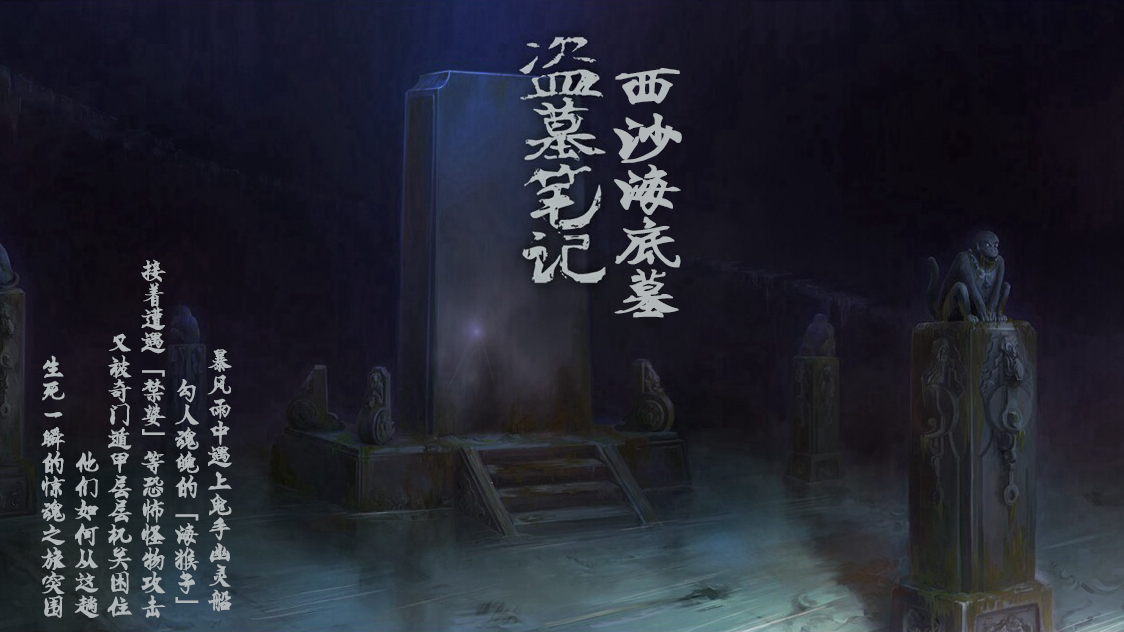 西沙海底墓
盗墓笔记
暴风雨中遇上鬼手幽灵船
勾人魂魄的「海猴子」
接着遭遇「禁婆」等恐怖怪物攻击
又被奇门遁甲层层机关困住
他们如何从这趟
生死一瞬的惊魂之旅突围